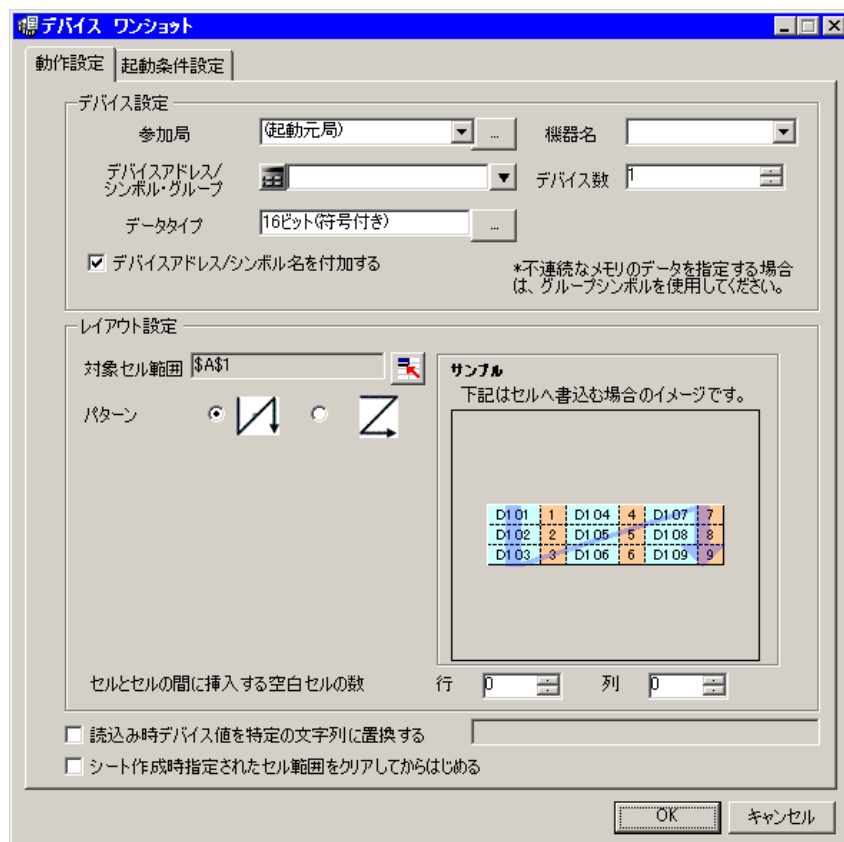 デバイス ワンショット
動作設定 起動条件設定
デバイス設定
参加局 (起動元局) ... 機器名
デバイスアドレス/
シンボル・グループ
デバイス数 1
データタイプ 16ビット(符号付き) ...
デバイスアドレス/シンボル名を付加する
*不連続なメモリのデータを指定する場合
は、グループシンボルを使用してください。
レイアウト設定
対象セル範囲 $A$1
パターン
サンプル
下記はセルへ書込む場合のイメージです。
D101 1 D104 4 D107 7
D102 2 D105 5 D108 8
D103 3 D106 6 D109 9
セルとセルの間に挿入する空白セルの数 行 0 列 0
読込み時デバイス値を特定の文字列に置換する
シート作成時指定されたセル範囲をクリアしてからはじめる
OK キャンセル